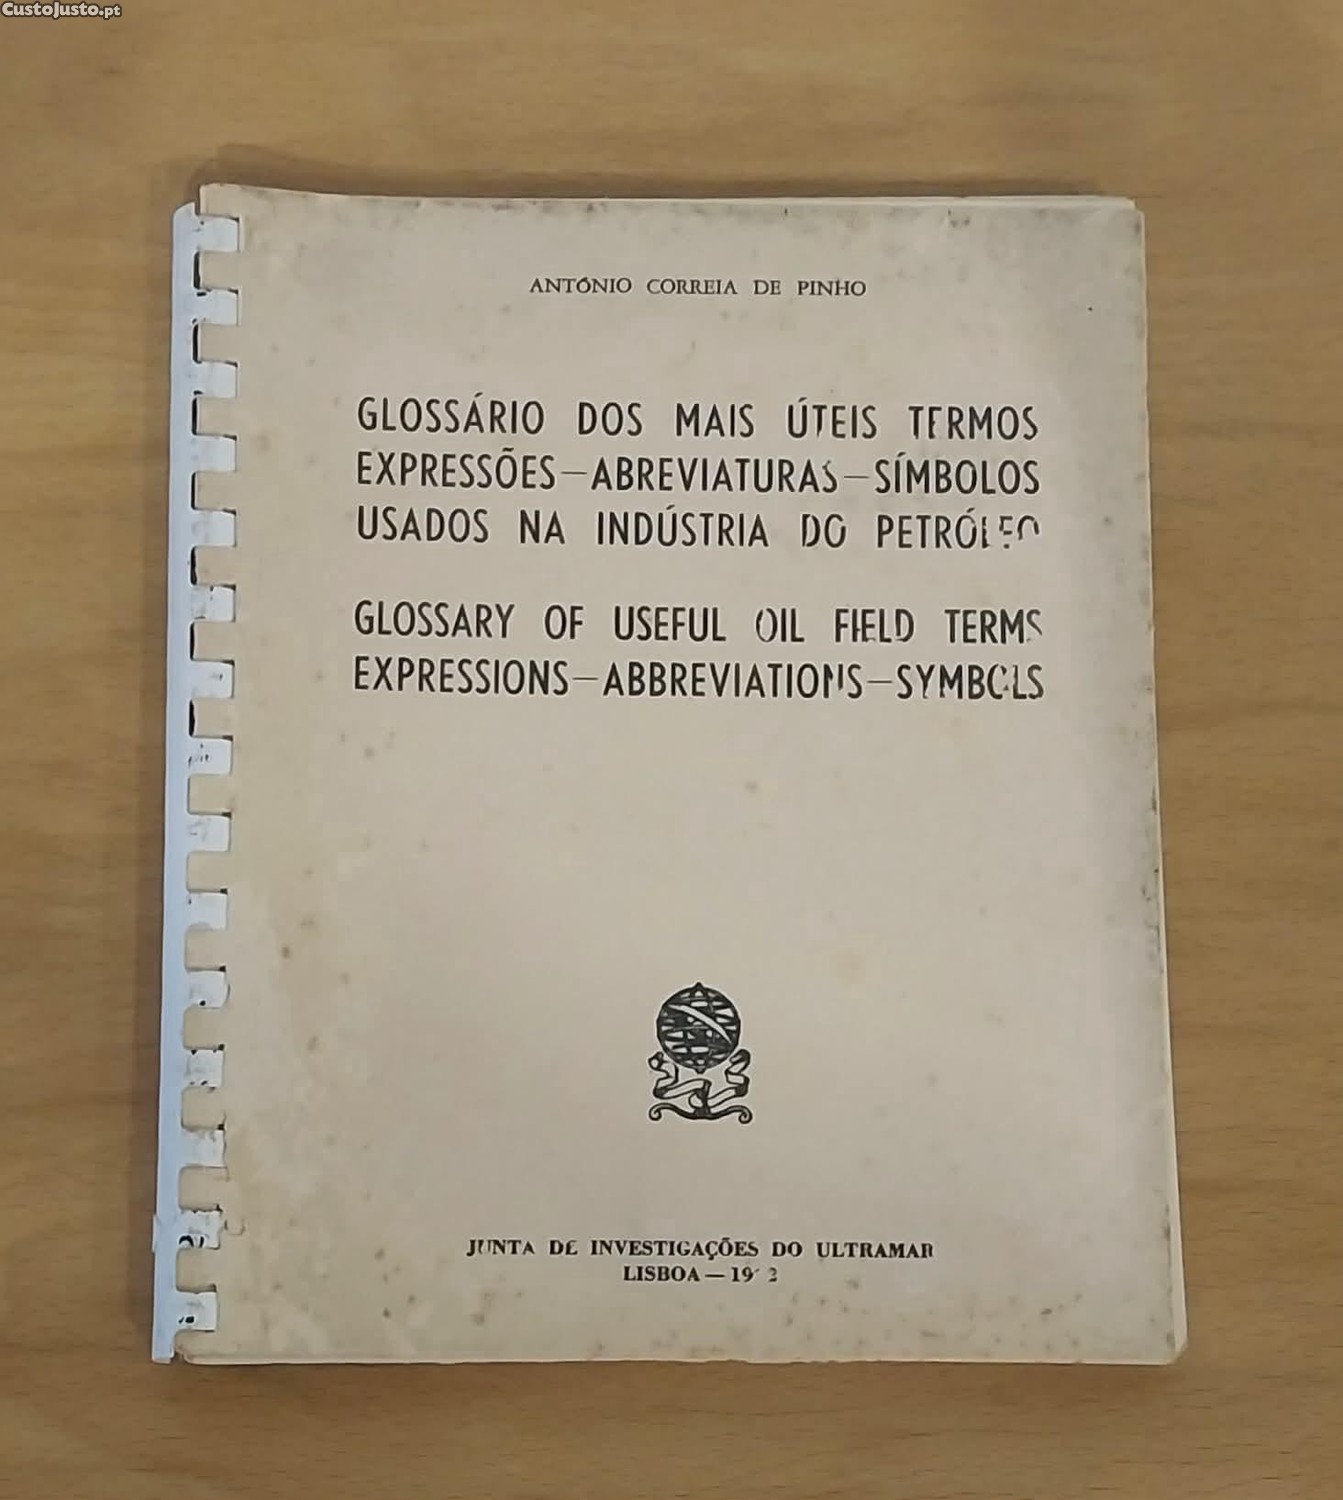 CustoJusto.pt
ANTÓNIO CORREIA DE PINHO
GLOSSÁRIO DOS MAIS ÚTEIS TERMOS
EXPRESSÕES—ABREVIATURAS—SÍMBOLOS
USADOS NA INDÚSTRIA DO PETRÓLEO
GLOSSARY OF USEFUL OIL FIELD TERMS
EXPRESSIONS—ABBREVIATIONS—SYMBOLS
JUNTA DE INVESTIGAÇÕES DO ULTRAMAR
LISBOA —